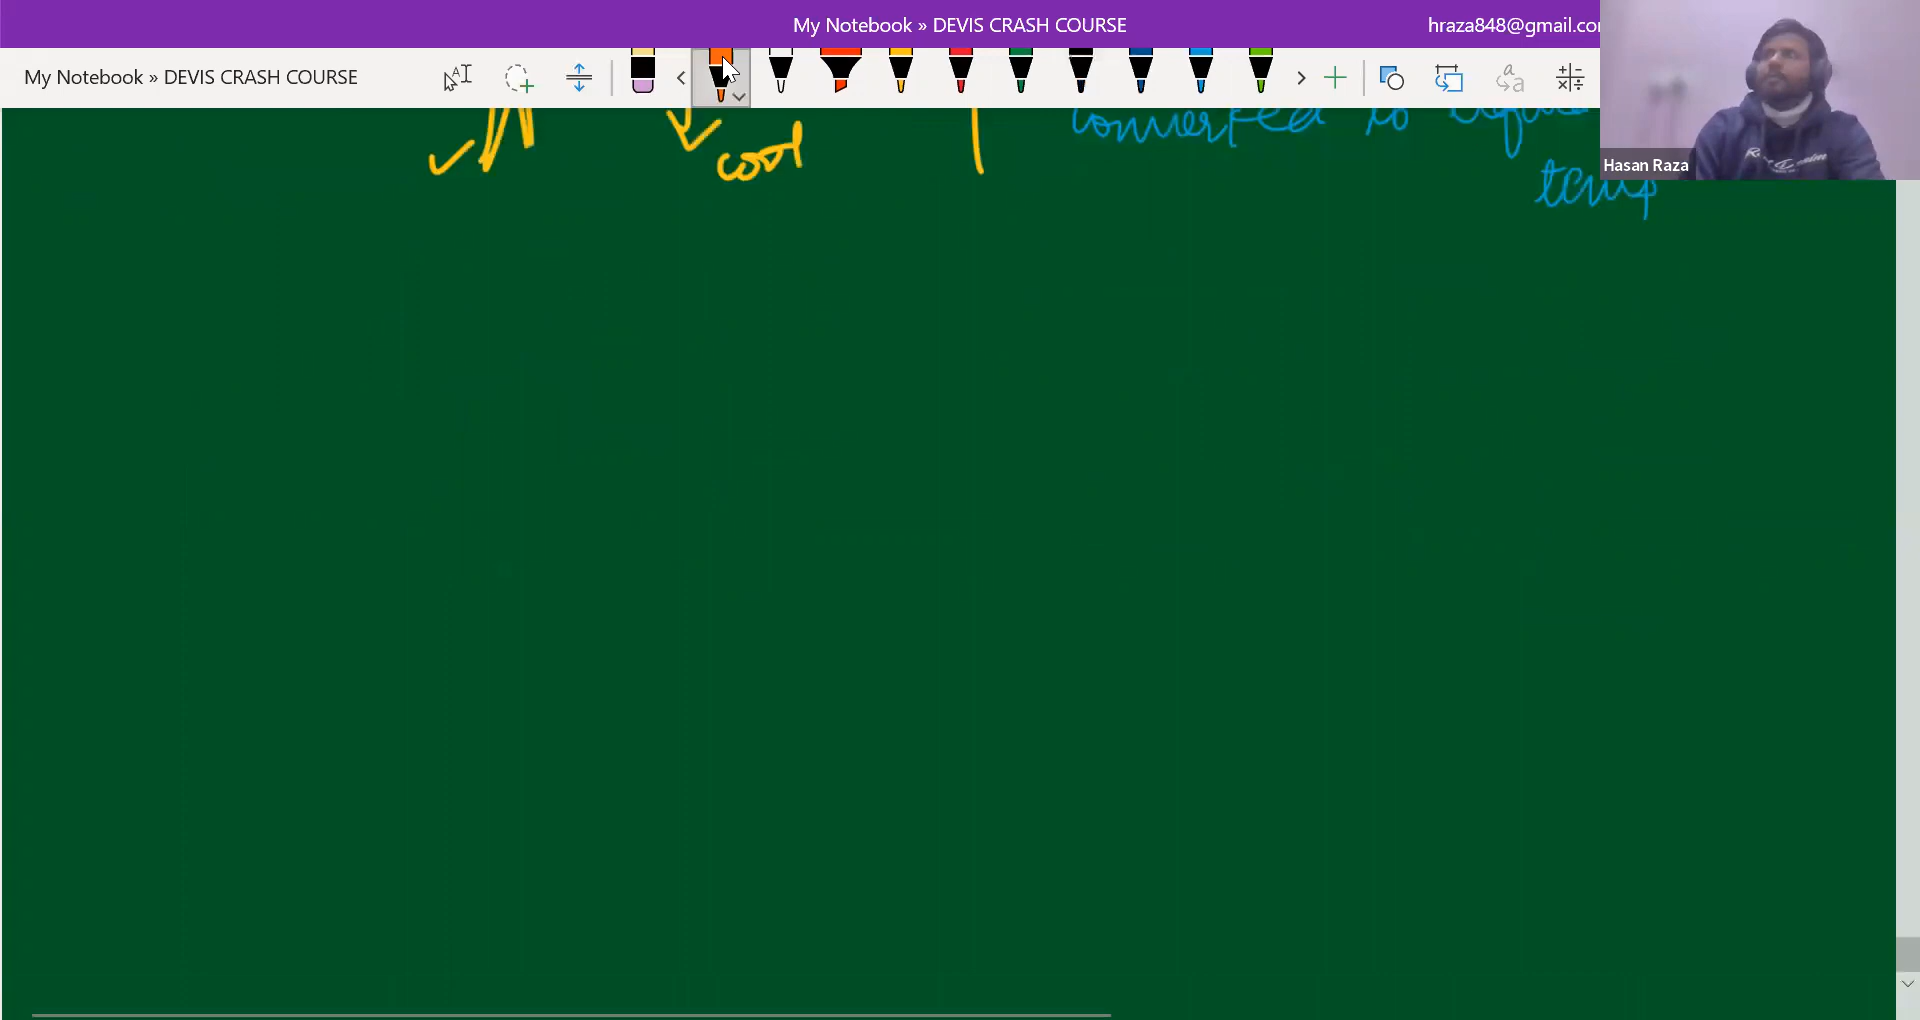 My Notebook » DEVIS CRASH COURSE
hraza848@gmail.co
My Notebook » DEVIS CRASH COURSE
Hasan Raza
cool
converted to
temp